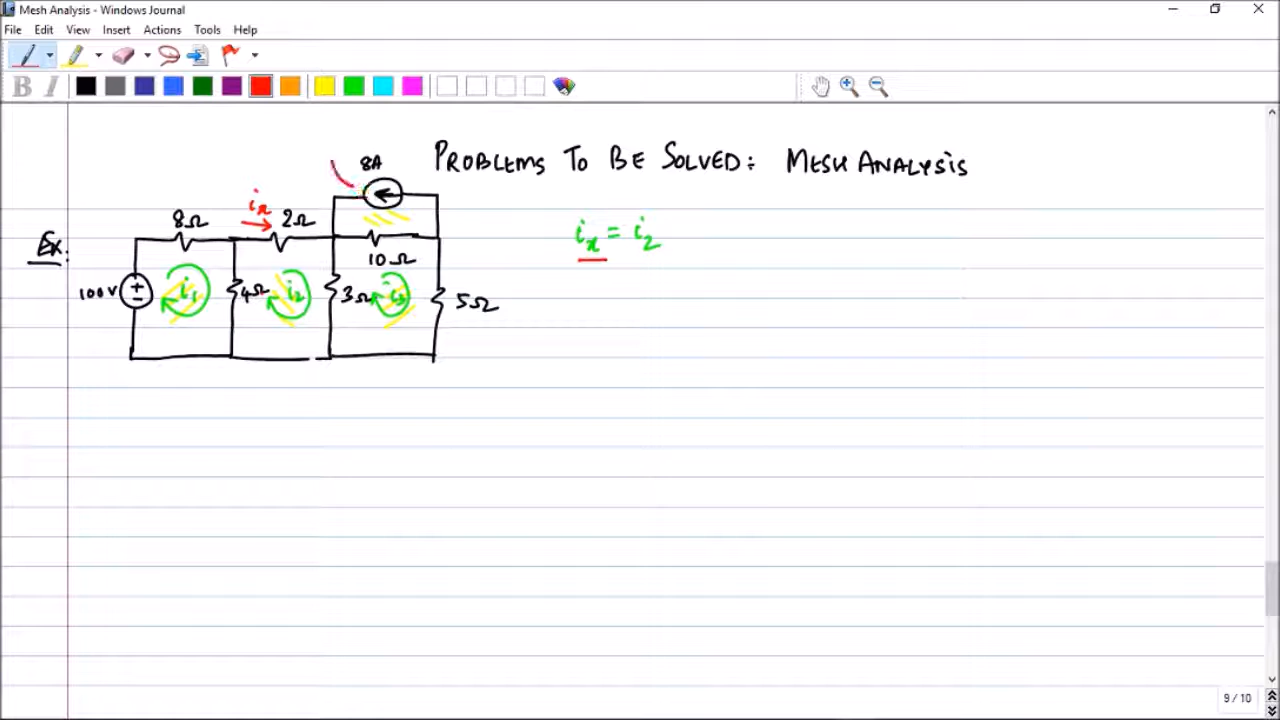 Mesh Analysis - Windows Journal
File Edit View Insert Actions Tools Help
B I
PROBLEMS TO BE SOLVED: MESH ANALYSIS
8A
ix
8Ω 2Ω
ix = i2
Ex:
10Ω
100V + - i1 4Ω i2 3Ω i3 5Ω
9 / 10